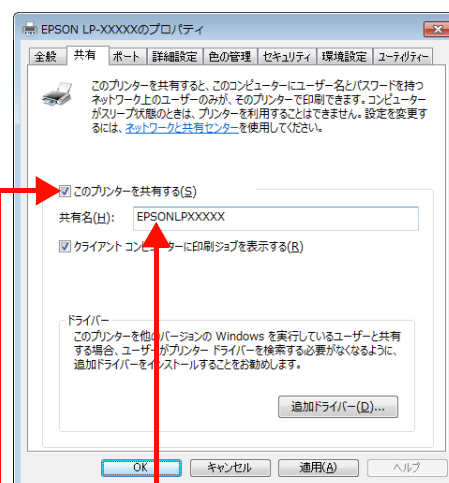 EPSON LP-XXXXXのプロパティ
全般 共有 ポート 詳細設定 色の管理 セキュリティ 環境設定 ユーティリティー
このプリンターを共有すると、このコンピューターにユーザー名とパスワードを持つ
ネットワーク上のユーザーのみが、そのプリンターで印刷できます。コンピューター
がスリープ状態のときは、プリンターを利用することはできません。設定を変更す
るには、ネットワークと共有センターを使用してください。
このプリンターを共有する(S)
共有名(H): EPSONLPXXXXX
クライアント コンピューターに印刷ジョブを表示する(R)
ドライバー
このプリンターを他のバージョンの Windows を実行しているユーザーと共有
する場合、ユーザーがプリンター ドライバーを検索する必要がなくなるように、
追加ドライバーをインストールすることをお勧めします。
追加ドライバー(D)...
OK キャンセル 適用(A) ヘルプ